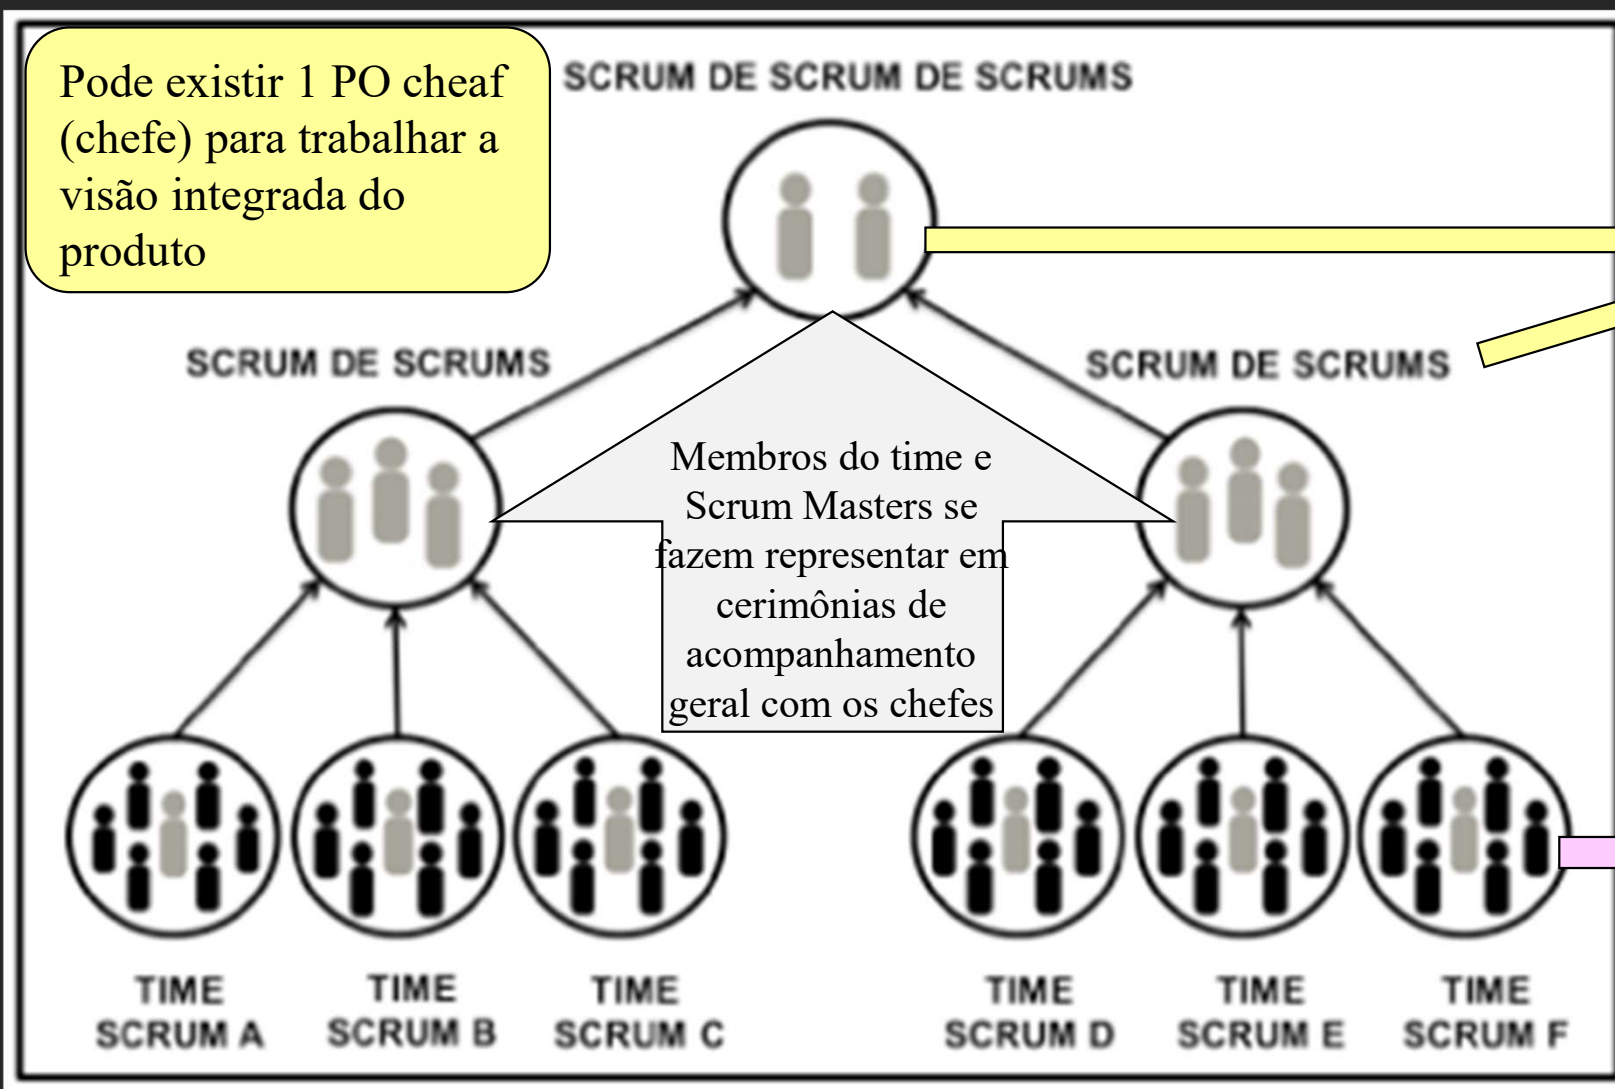 Pode existir 1 PO cheaf
(chefe) para trabalhar a
visão integrada do
produto
SCRUM DE SCRUM DE SCRUMS
SCRUM DE SCRUMS
SCRUM DE SCRUMS
Membros do time e
Scrum Masters se
fazem representar em
cerimônias de
acompanhamento
geral com os chefes
TIME
SCRUM A
TIME
SCRUM B
TIME
SCRUM C
TIME
SCRUM D
TIME
SCRUM E
TIME
SCRUM F